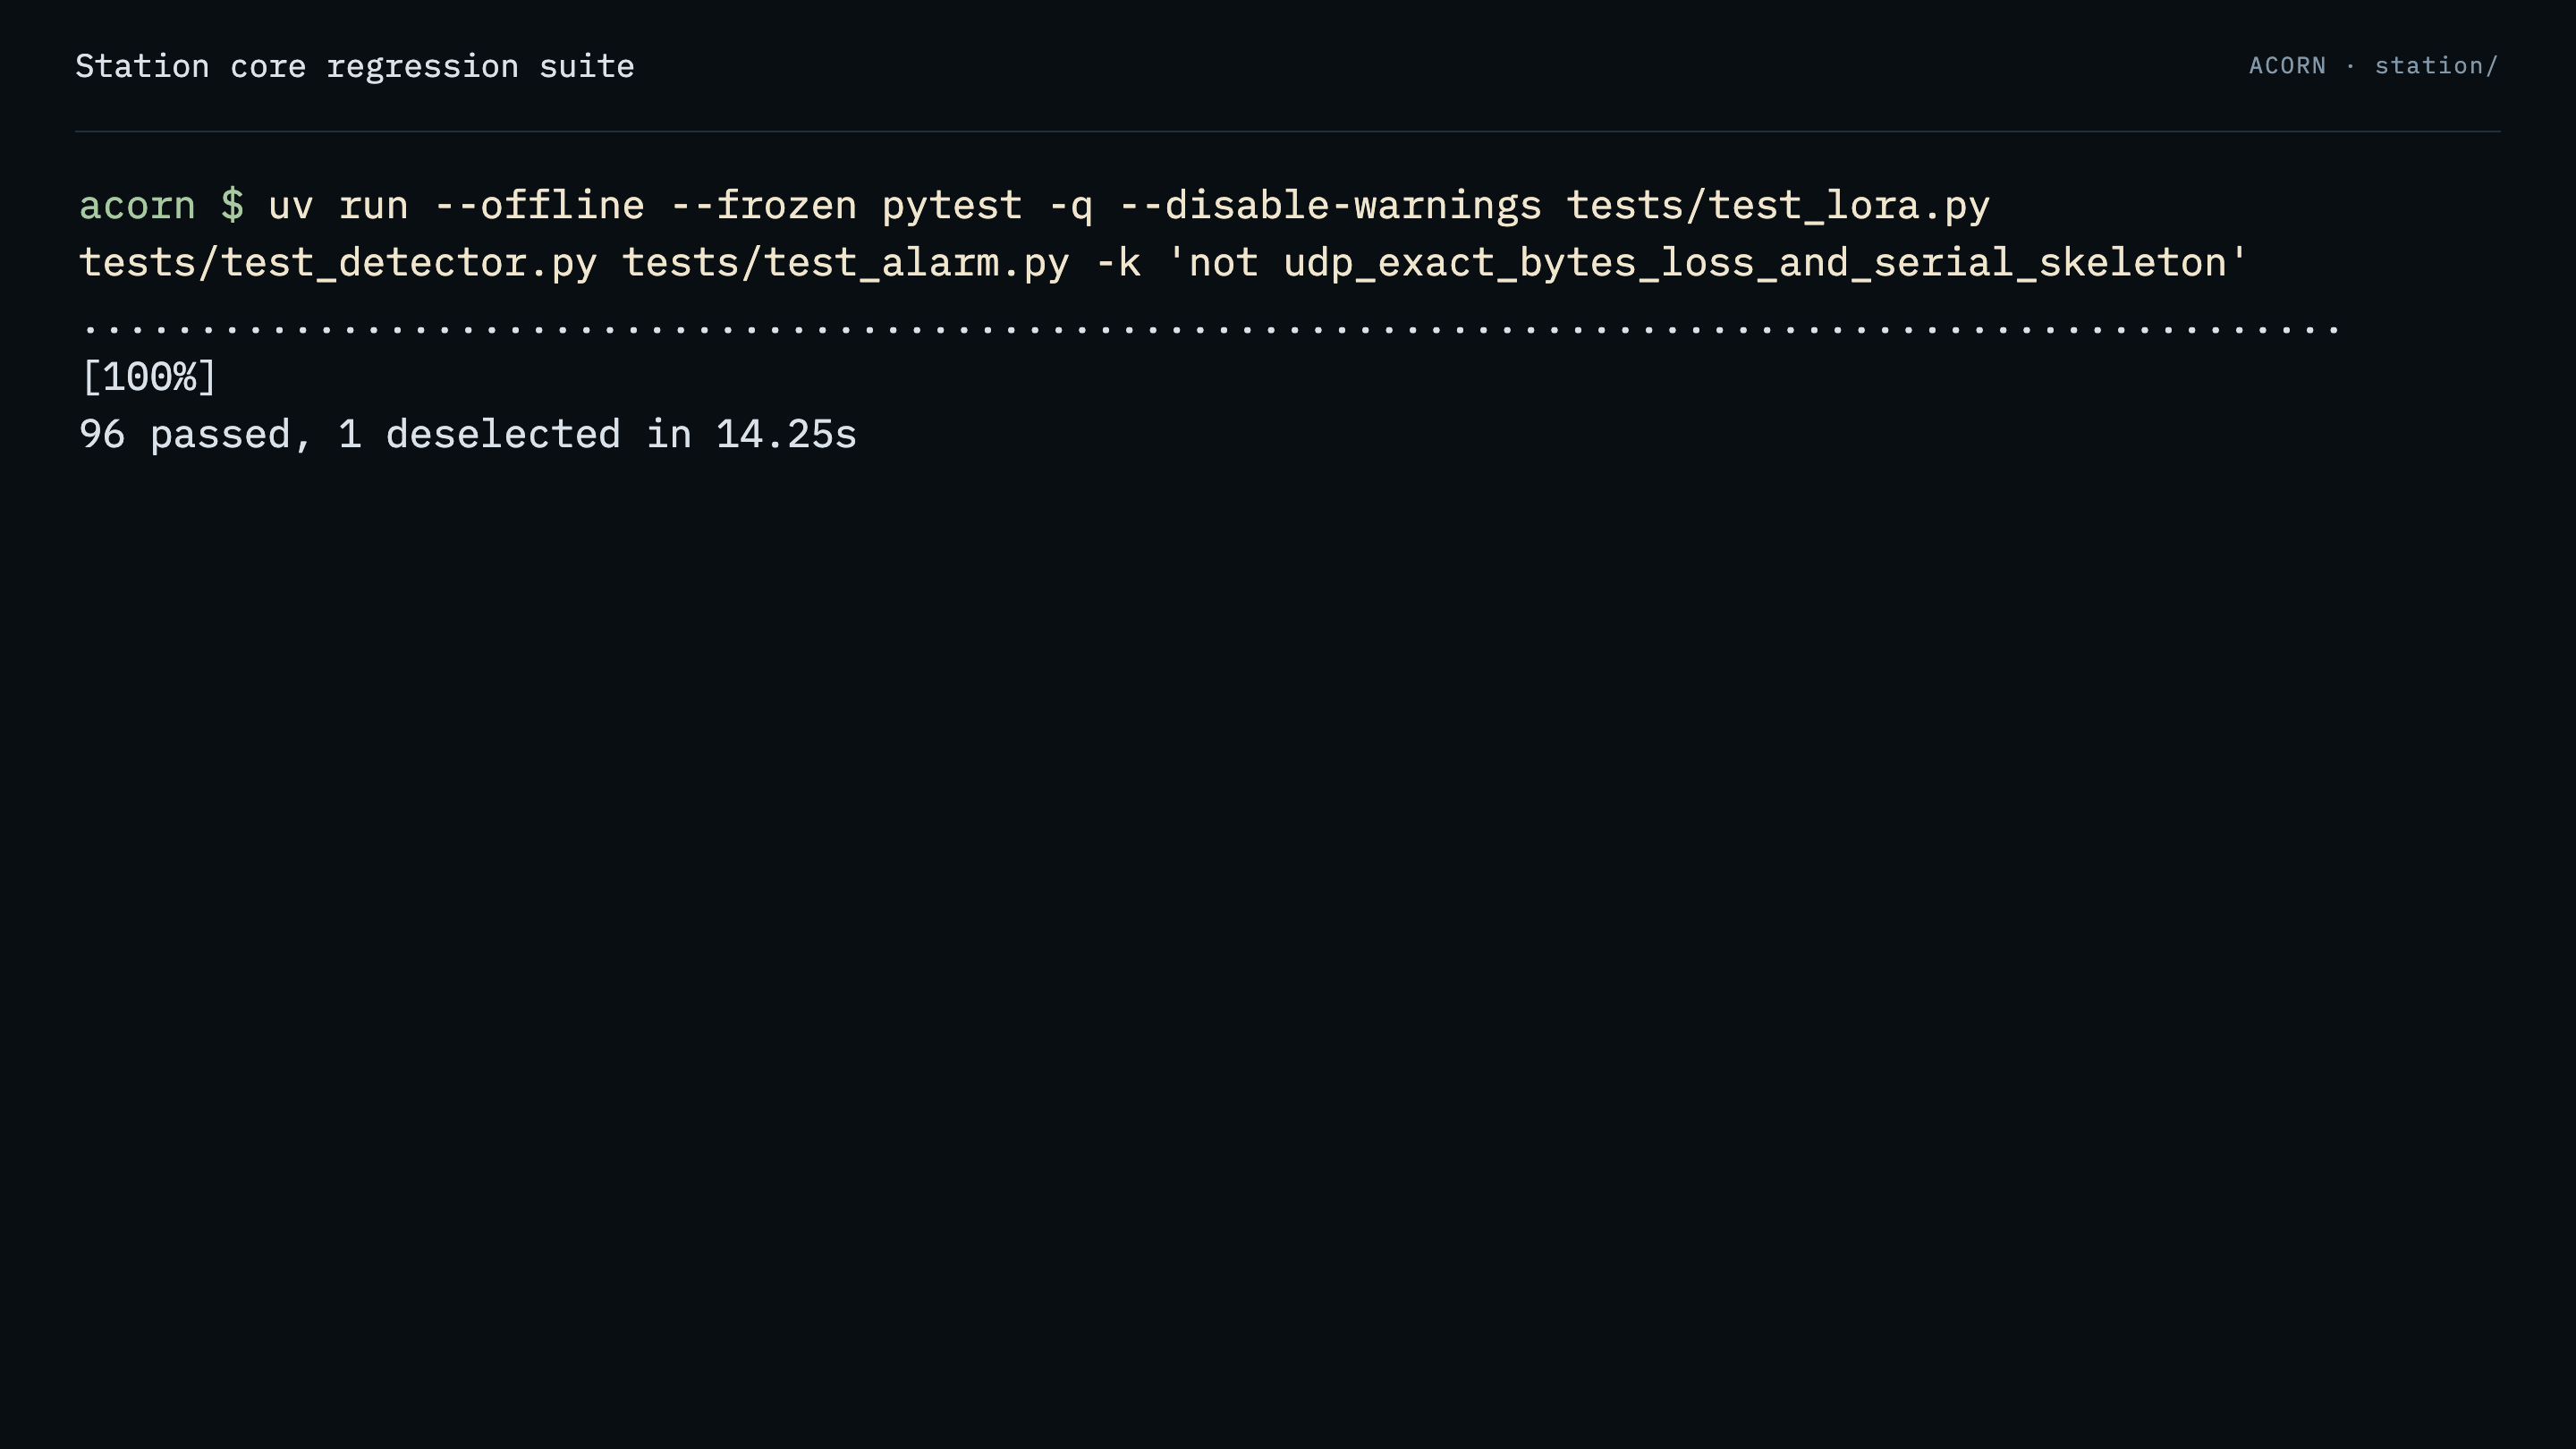 Station core regression suite
ACORN · station/
acorn $ uv run --offline --frozen pytest -q --disable-warnings tests/test_lora.py
tests/test_detector.py tests/test_alarm.py -k 'not udp_exact_bytes_loss_and_serial_skeleton'
................................................................................................
[100%]
96 passed, 1 deselected in 14.25s